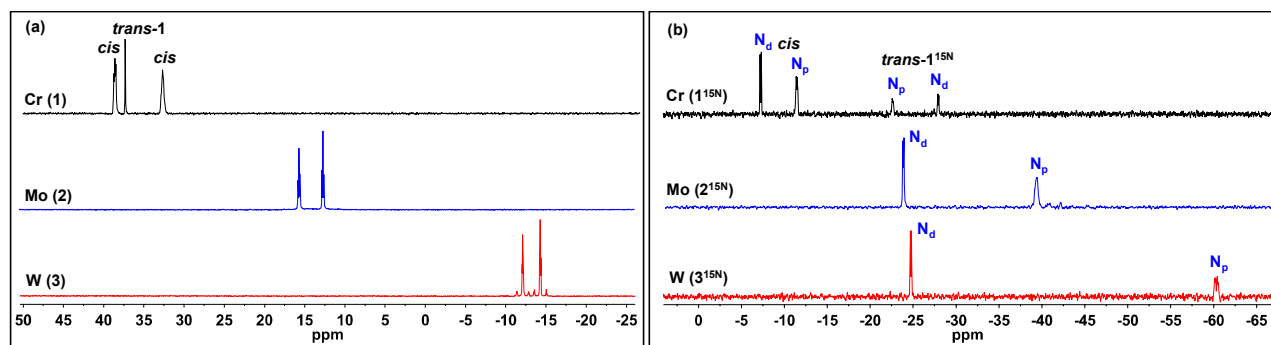 (a)
trans-1
cis
cis
Cr (1)
Mo (2)
W (3)
50 45 40 35 30 25 20 15 10 5 0 -5 -10 -15 -20 -25
ppm
(b)
Nd cis
Np
trans-1¹⁵ᴺ
Np Nd
Cr (1¹⁵ᴺ)
Nd
Np
Mo (2¹⁵ᴺ)
Nd
Np
W (3¹⁵ᴺ)
0 -5 -10 -15 -20 -25 -30 -35 -40 -45 -50 -55 -60 -65
ppm